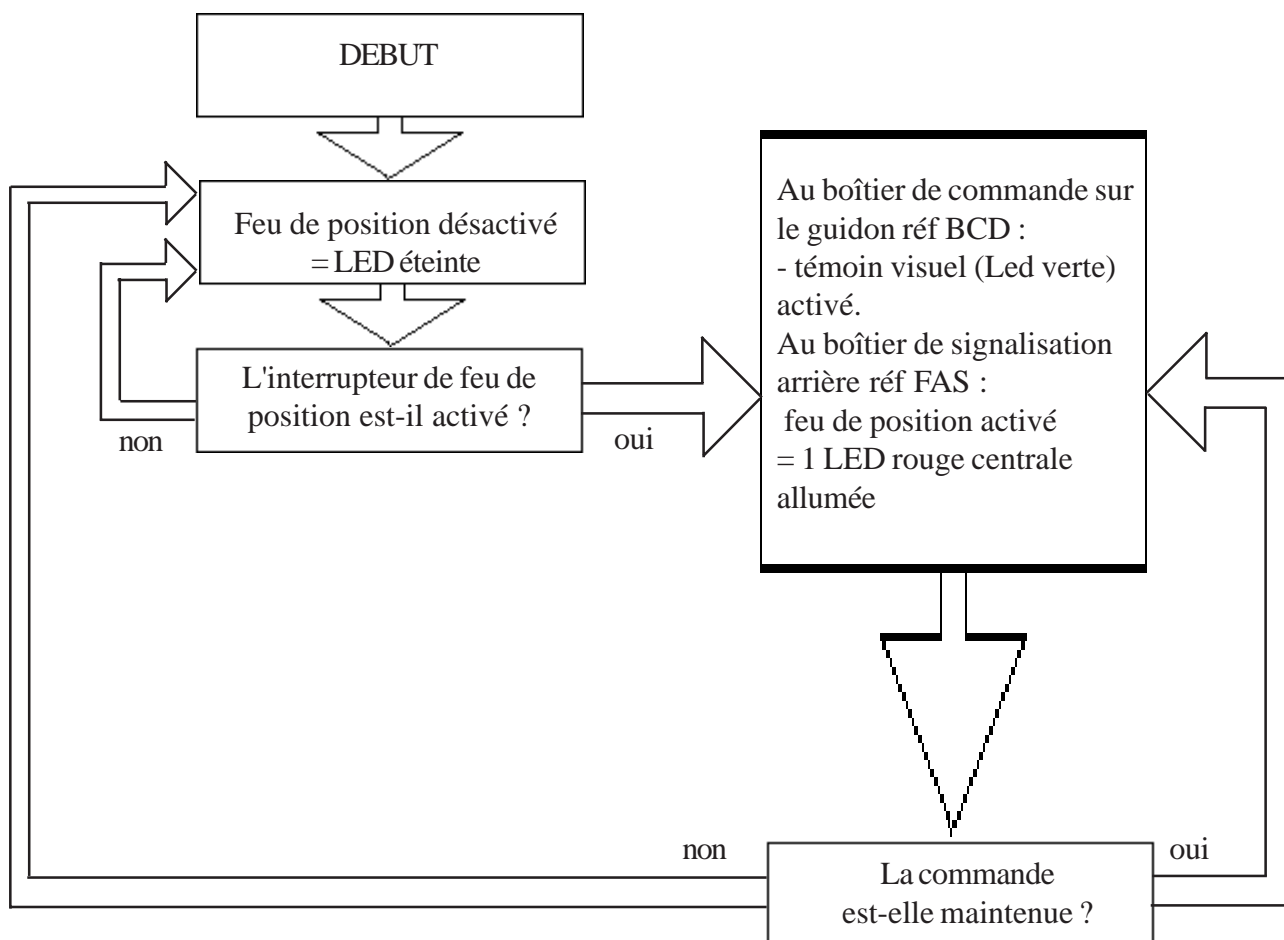 DEBUT
Feu de position désactivé
= LED éteinte
L'interrupteur de feu de
position est-il activé ?
non
oui
Au boîtier de commande sur
le guidon réf BCD :
- témoin visuel (Led verte)
activé.
Au boîtier de signalisation
arrière réf FAS :
feu de position activé
= 1 LED rouge centrale
allumée
non
oui
La commande
est-elle maintenue ?